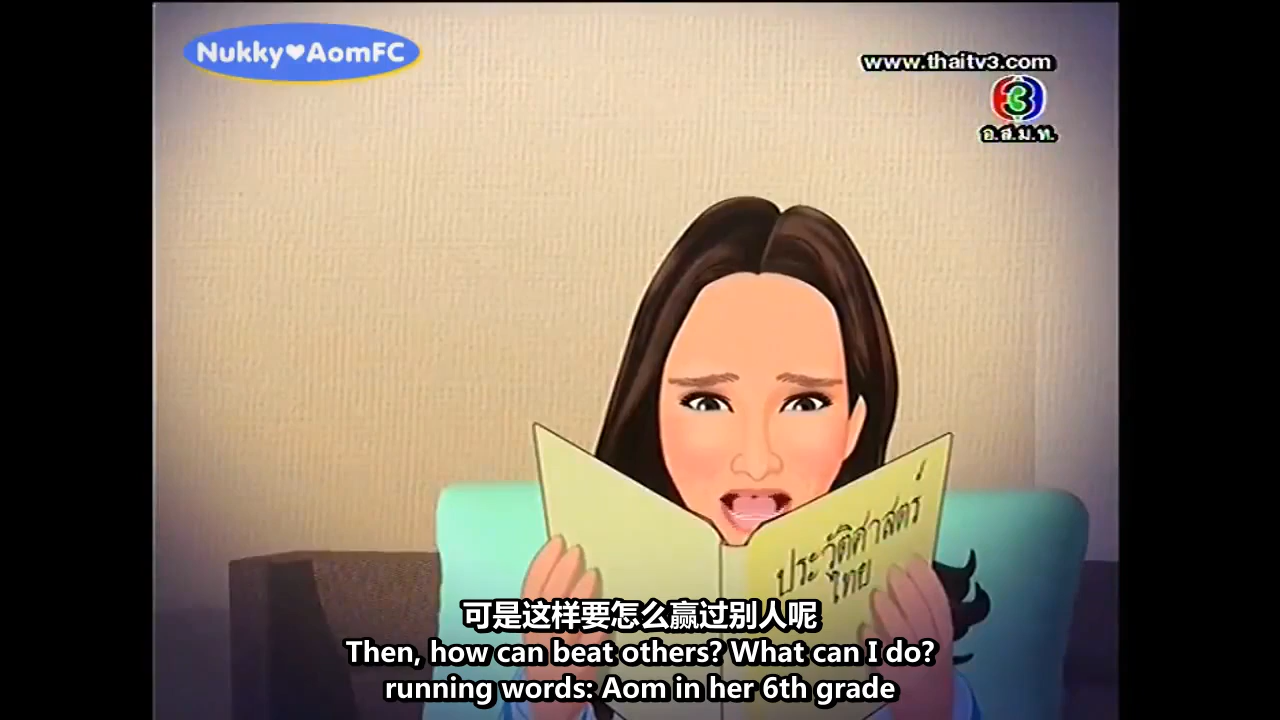 Nukky♥AomFC
www.thaitv3.com
3
อ.ส.ม.ท.
ประวัติศาสตร์
ไทย
可是这样要怎么赢过别人呢
Then, how can beat others? What can I do?
running words: Aom in her 6th grade